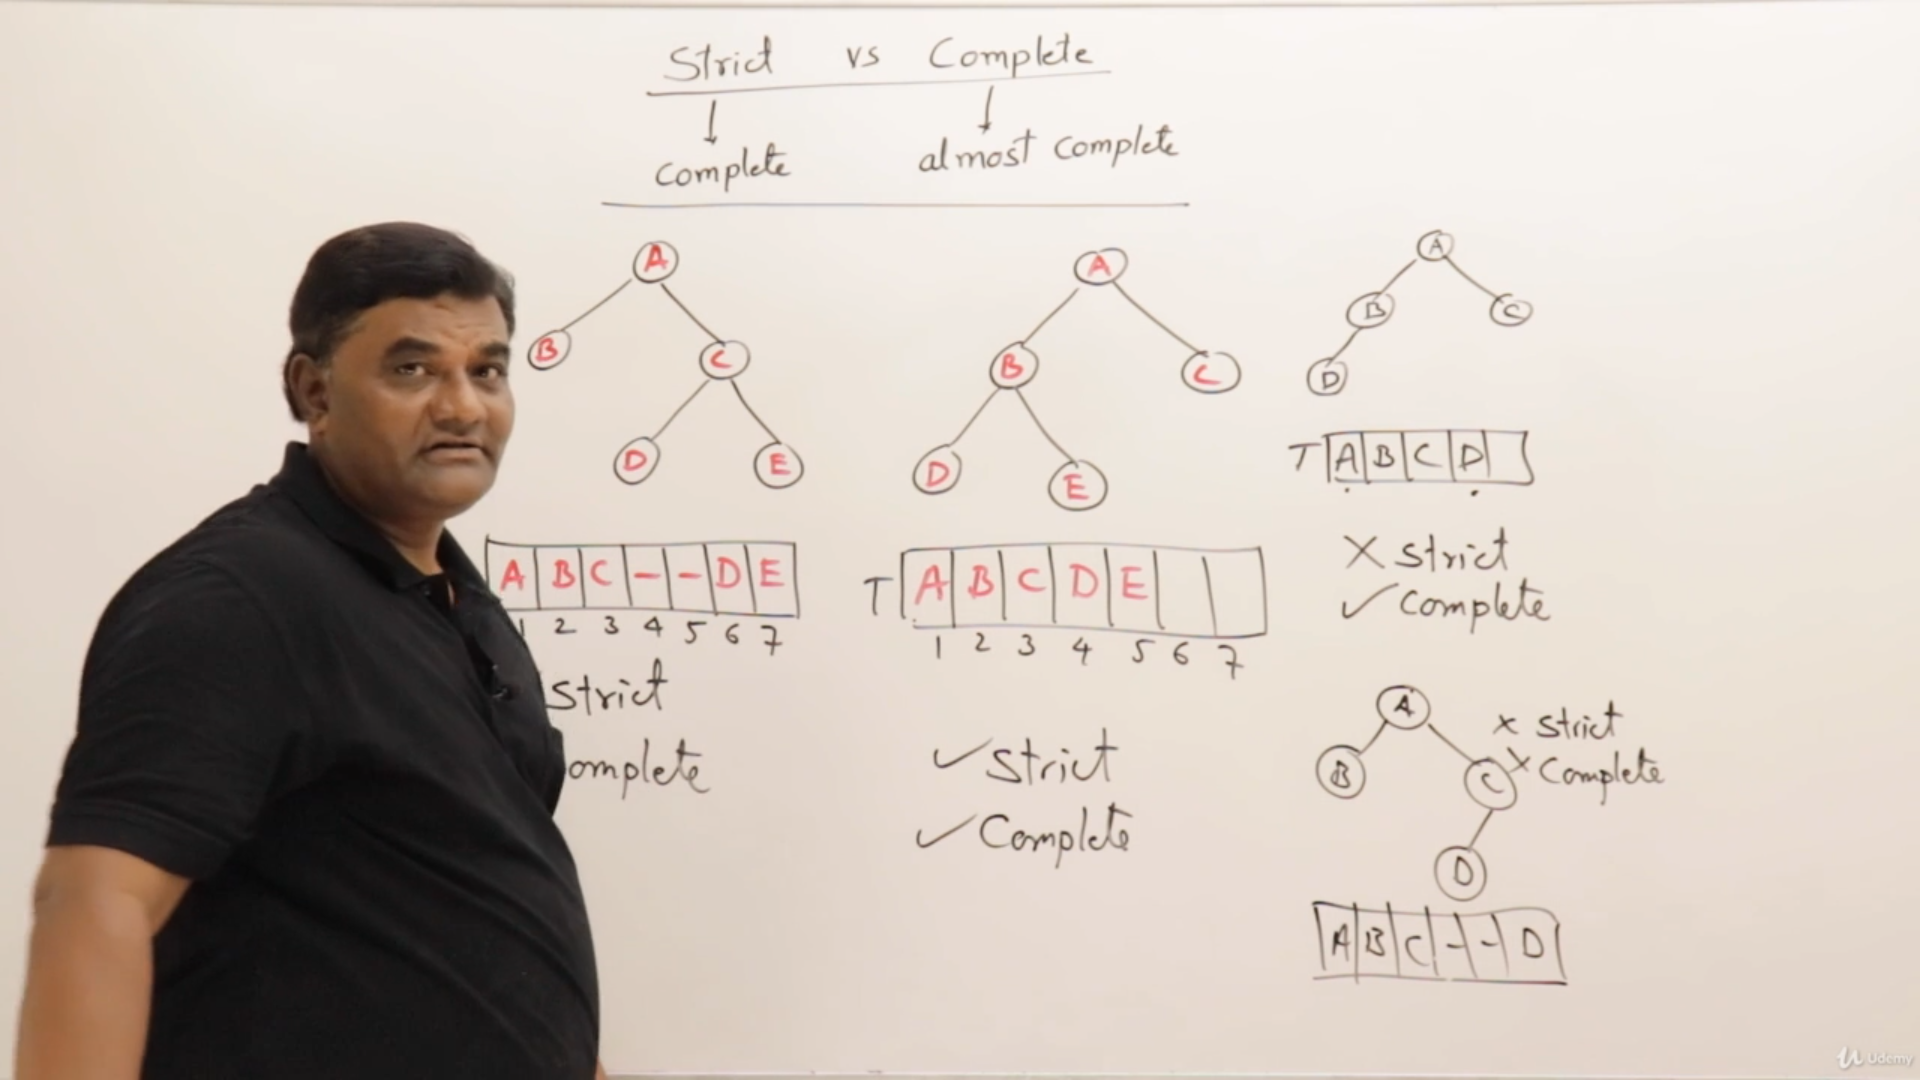 Strict vs Complete
complete almost complete
A
B C
D E
A B C - - D E
1 2 3 4 5 6 7
Strict
omplete
A
B C
D E
T A B C D E
1 2 3 4 5 6 7
✓ Strict
✓ Complete
A
B C
D
T A B C D
X Strict
✓ Complete
A
B C
D
x Strict
x Complete
A B C - - D
Udemy